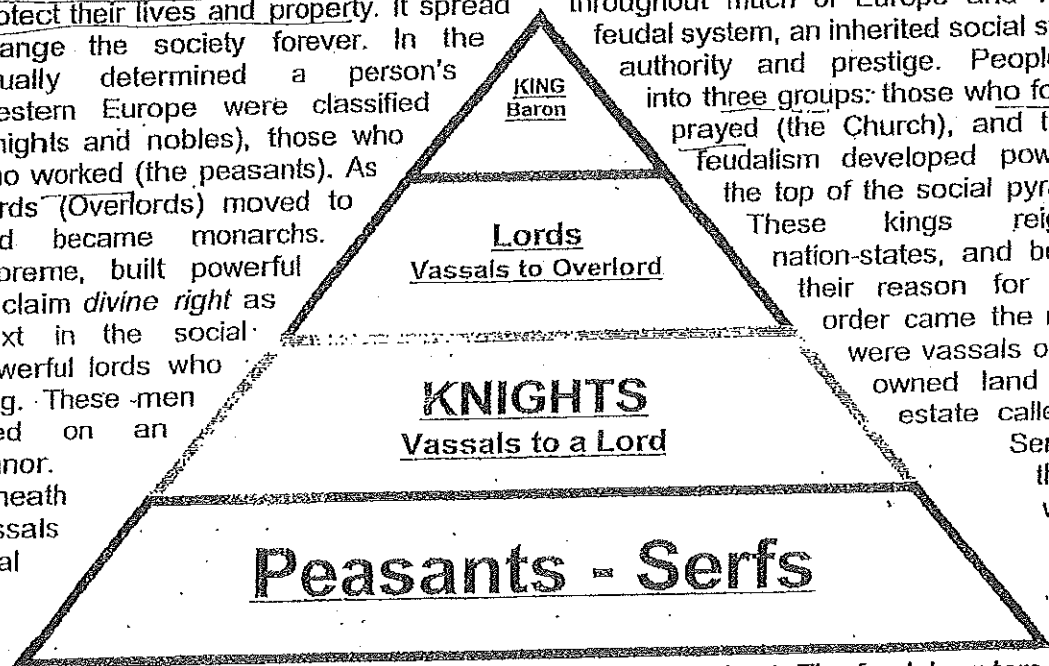 otect their lives and property. It spread
throughout much of Europe and
ange the society forever. In the
feudal system, an inherited social s
ually determined a person's
authority and prestige. Peopl
estern Europe were classified
into three groups: those who fo
nights and nobles), those who
prayed (the Church), and t
no worked (the peasants). As
feudalism developed pow
rds (Overlords) moved to
the top of the social pyr
d became monarchs.
These kings reig
preme, built powerful
nation-states, and b
claim divine right as
their reason for
xt in the social
order came the
werful lords who
were vassals o
g. These men
owned land
ed on an
estate calle
nor.
Ser
neath
th
ssals
al
KING
Baron
Lords
Vassals to Overlord
KNIGHTS
Vassals to a Lord
Peasants - Serfs